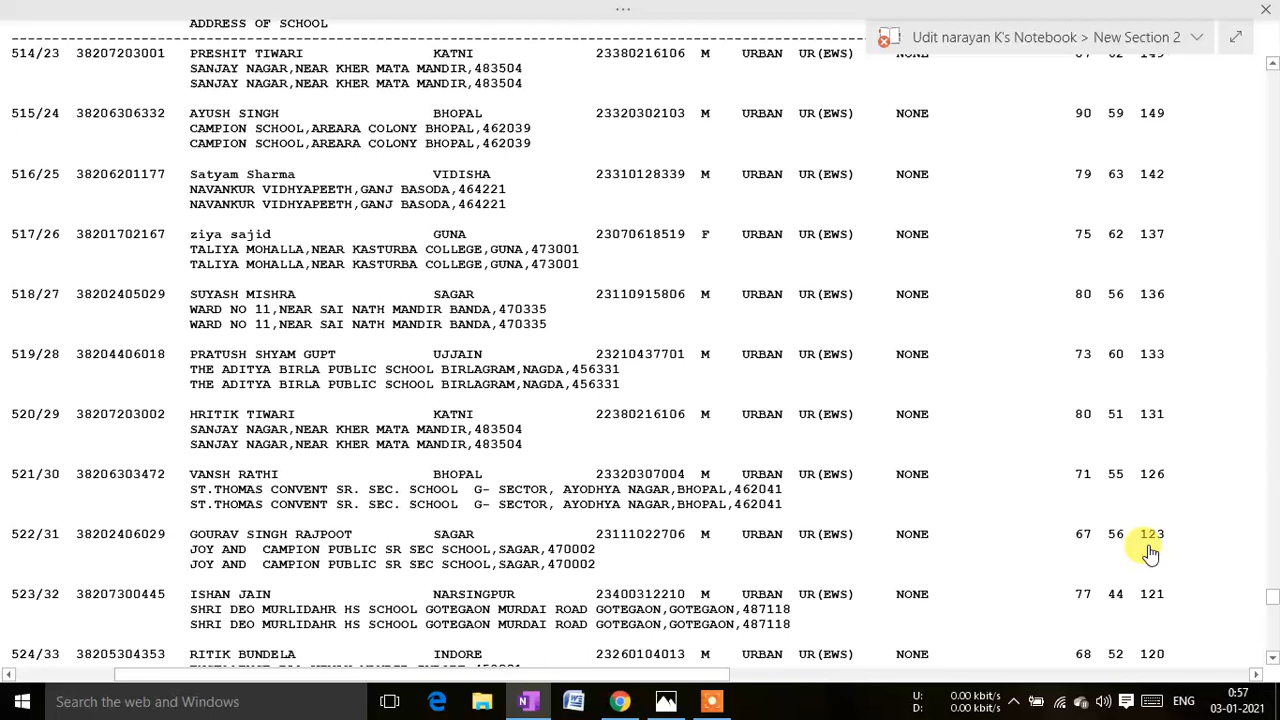 ADDRESS OF SCHOOL
Udit narayan K's Notebook > New Section 2
514/23 38207203001 PRESHIT TIWARI KATNI 23380216106 M URBAN UR(EWS) NONE
SANJAY NAGAR,NEAR KHER MATA MANDIR,483504
SANJAY NAGAR,NEAR KHER MATA MANDIR,483504
515/24 38206306332 AYUSH SINGH BHOPAL 23320302103 M URBAN UR(EWS) NONE 90 59 149
CAMPION SCHOOL,AREARA COLONY BHOPAL,462039
CAMPION SCHOOL,AREARA COLONY BHOPAL,462039
516/25 38206201177 Satyam Sharma VIDISHA 23310128339 M URBAN UR(EWS) NONE 79 63 142
NAVANKUR VIDHYAPEETH,GANJ BASODA,464221
NAVANKUR VIDHYAPEETH,GANJ BASODA,464221
517/26 38201702167 ziya sajid GUNA 23070618519 F URBAN UR(EWS) NONE 75 62 137
TALIYA MOHALLA,NEAR KASTURBA COLLEGE,GUNA,473001
TALIYA MOHALLA,NEAR KASTURBA COLLEGE,GUNA,473001
518/27 38202405029 SUYASH MISHRA SAGAR 23110915806 M URBAN UR(EWS) NONE 80 56 136
WARD NO 11,NEAR SAI NATH MANDIR BANDA,470335
WARD NO 11,NEAR SAI NATH MANDIR BANDA,470335
519/28 38204406018 PRATUSH SHYAM GUPT UJJAIN 23210437701 M URBAN UR(EWS) NONE 73 60 133
THE ADITYA BIRLA PUBLIC SCHOOL BIRLAGRAM,NAGDA,456331
THE ADITYA BIRLA PUBLIC SCHOOL BIRLAGRAM,NAGDA,456331
520/29 38207203002 HRITIK TIWARI KATNI 22380216106 M URBAN UR(EWS) NONE 80 51 131
SANJAY NAGAR,NEAR KHER MATA MANDIR,483504
SANJAY NAGAR,NEAR KHER MATA MANDIR,483504
521/30 38206303472 VANSH RATHI BHOPAL 23320307004 M URBAN UR(EWS) NONE 71 55 126
ST.THOMAS CONVENT SR. SEC. SCHOOL G- SECTOR, AYODHYA NAGAR,BHOPAL,462041
ST.THOMAS CONVENT SR. SEC. SCHOOL G- SECTOR, AYODHYA NAGAR,BHOPAL,462041
522/31 38202406029 GOURAV SINGH RAJPOOT SAGAR 23111022706 M URBAN UR(EWS) NONE 67 56 123
JOY AND CAMPION PUBLIC SR SEC SCHOOL,SAGAR,470002
JOY AND CAMPION PUBLIC SR SEC SCHOOL,SAGAR,470002
523/32 38207300445 ISHAN JAIN NARSINGPUR 23400312210 M URBAN UR(EWS) NONE 77 44 121
SHRI DEO MURLIDAHR HS SCHOOL GOTEGAON MURDAI ROAD GOTEGAON,GOTEGAON,487118
SHRI DEO MURLIDAHR HS SCHOOL GOTEGAON MURDAI ROAD GOTEGAON,GOTEGAON,487118
524/33 38205304353 RITIK BUNDELA INDORE 23260104013 M URBAN UR(EWS) NONE 68 52 120
Search the web and Windows
U: 0.00 kbit/s
D: 0.00 kbit/s
ENG
0:57
03-01-2021